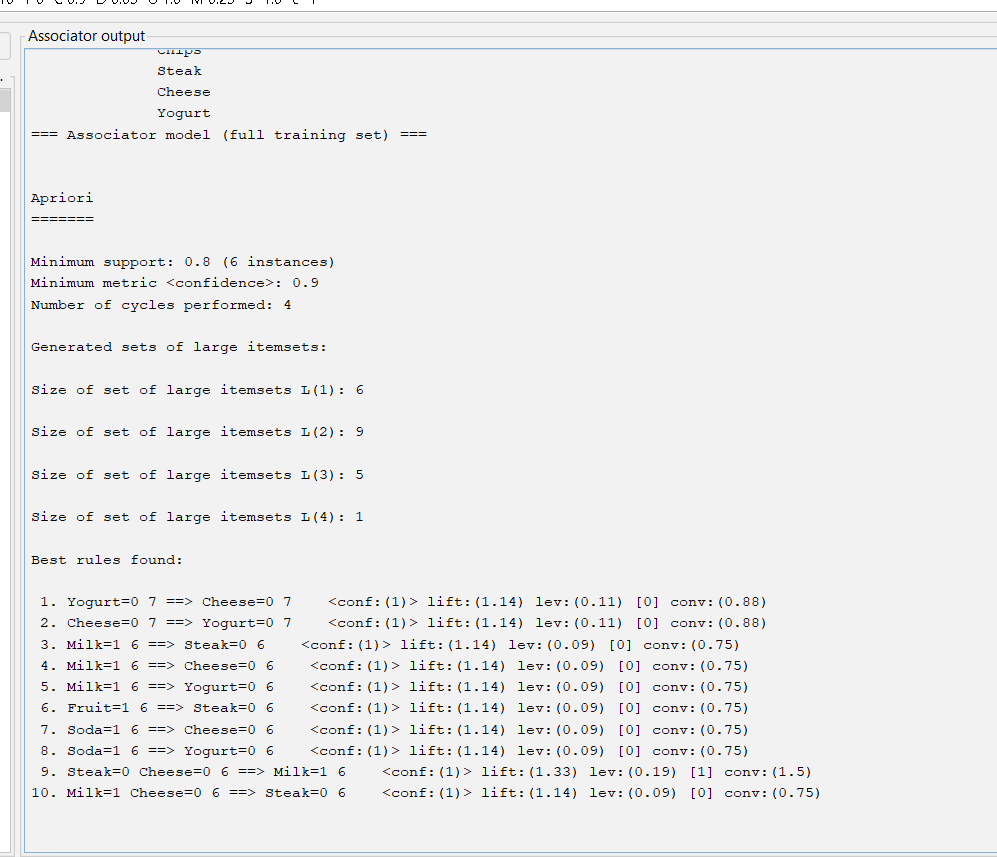 Associator output
Chips
Steak
Cheese
Yogurt
=== Associator model (full training set) ===
Apriori
=======
Minimum support: 0.8 (6 instances)
Minimum metric <confidence>: 0.9
Number of cycles performed: 4
Generated sets of large itemsets:
Size of set of large itemsets L(1): 6
Size of set of large itemsets L(2): 9
Size of set of large itemsets L(3): 5
Size of set of large itemsets L(4): 1
Best rules found:
1. Yogurt=0 7 ==> Cheese=0 7    <conf:(1)> lift:(1.14) lev:(0.11) [0] conv:(0.88)
2. Cheese=0 7 ==> Yogurt=0 7    <conf:(1)> lift:(1.14) lev:(0.11) [0] conv:(0.88)
3. Milk=1 6 ==> Steak=0 6    <conf:(1)> lift:(1.14) lev:(0.09) [0] conv:(0.75)
4. Milk=1 6 ==> Cheese=0 6    <conf:(1)> lift:(1.14) lev:(0.09) [0] conv:(0.75)
5. Milk=1 6 ==> Yogurt=0 6    <conf:(1)> lift:(1.14) lev:(0.09) [0] conv:(0.75)
6. Fruit=1 6 ==> Steak=0 6    <conf:(1)> lift:(1.14) lev:(0.09) [0] conv:(0.75)
7. Soda=1 6 ==> Cheese=0 6    <conf:(1)> lift:(1.14) lev:(0.09) [0] conv:(0.75)
8. Soda=1 6 ==> Yogurt=0 6    <conf:(1)> lift:(1.14) lev:(0.09) [0] conv:(0.75)
9. Steak=0 Cheese=0 6 ==> Milk=1 6    <conf:(1)> lift:(1.33) lev:(0.19) [1] conv:(1.5)
10. Milk=1 Cheese=0 6 ==> Steak=0 6    <conf:(1)> lift:(1.14) lev:(0.09) [0] conv:(0.75)